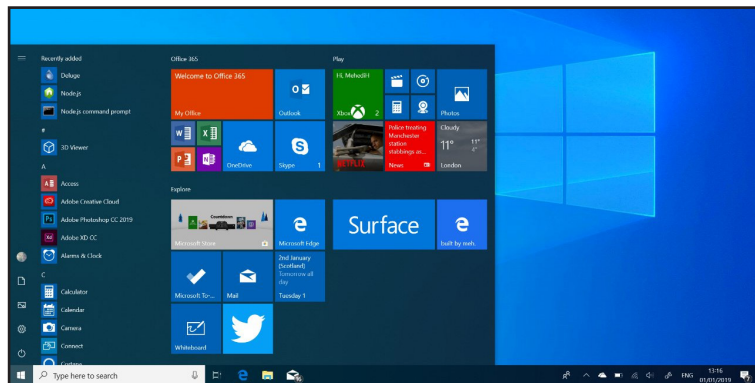 Recently added
Deluge
Node.js
Node.js command prompt
e
3D Viewer
A
Access
Adobe Creative Cloud
Adobe Photoshop CC 2019
Adobe XD CC
Alarms & Clock
C
Calculator
Calendar
Camera
Connect
Cortana
Office 365
Welcome to Office 365
My Office
Outlook
OneDrive
Skype 1
Explore
Countdown
Microsoft Store
Microsoft Edge
Microsoft To-...
Mail
2nd January
(Scotland)
Tomorrow all
day
Tuesday 1
Whiteboard
Play
Hi, MehediH
Xbox 2
Photos
NETFLIX
Police treating
Manchester
station
stabbings as...
News
Cloudy
11°
11°
London
Surface
built by meh.
Type here to search
ENG
13:16
01/01/2019